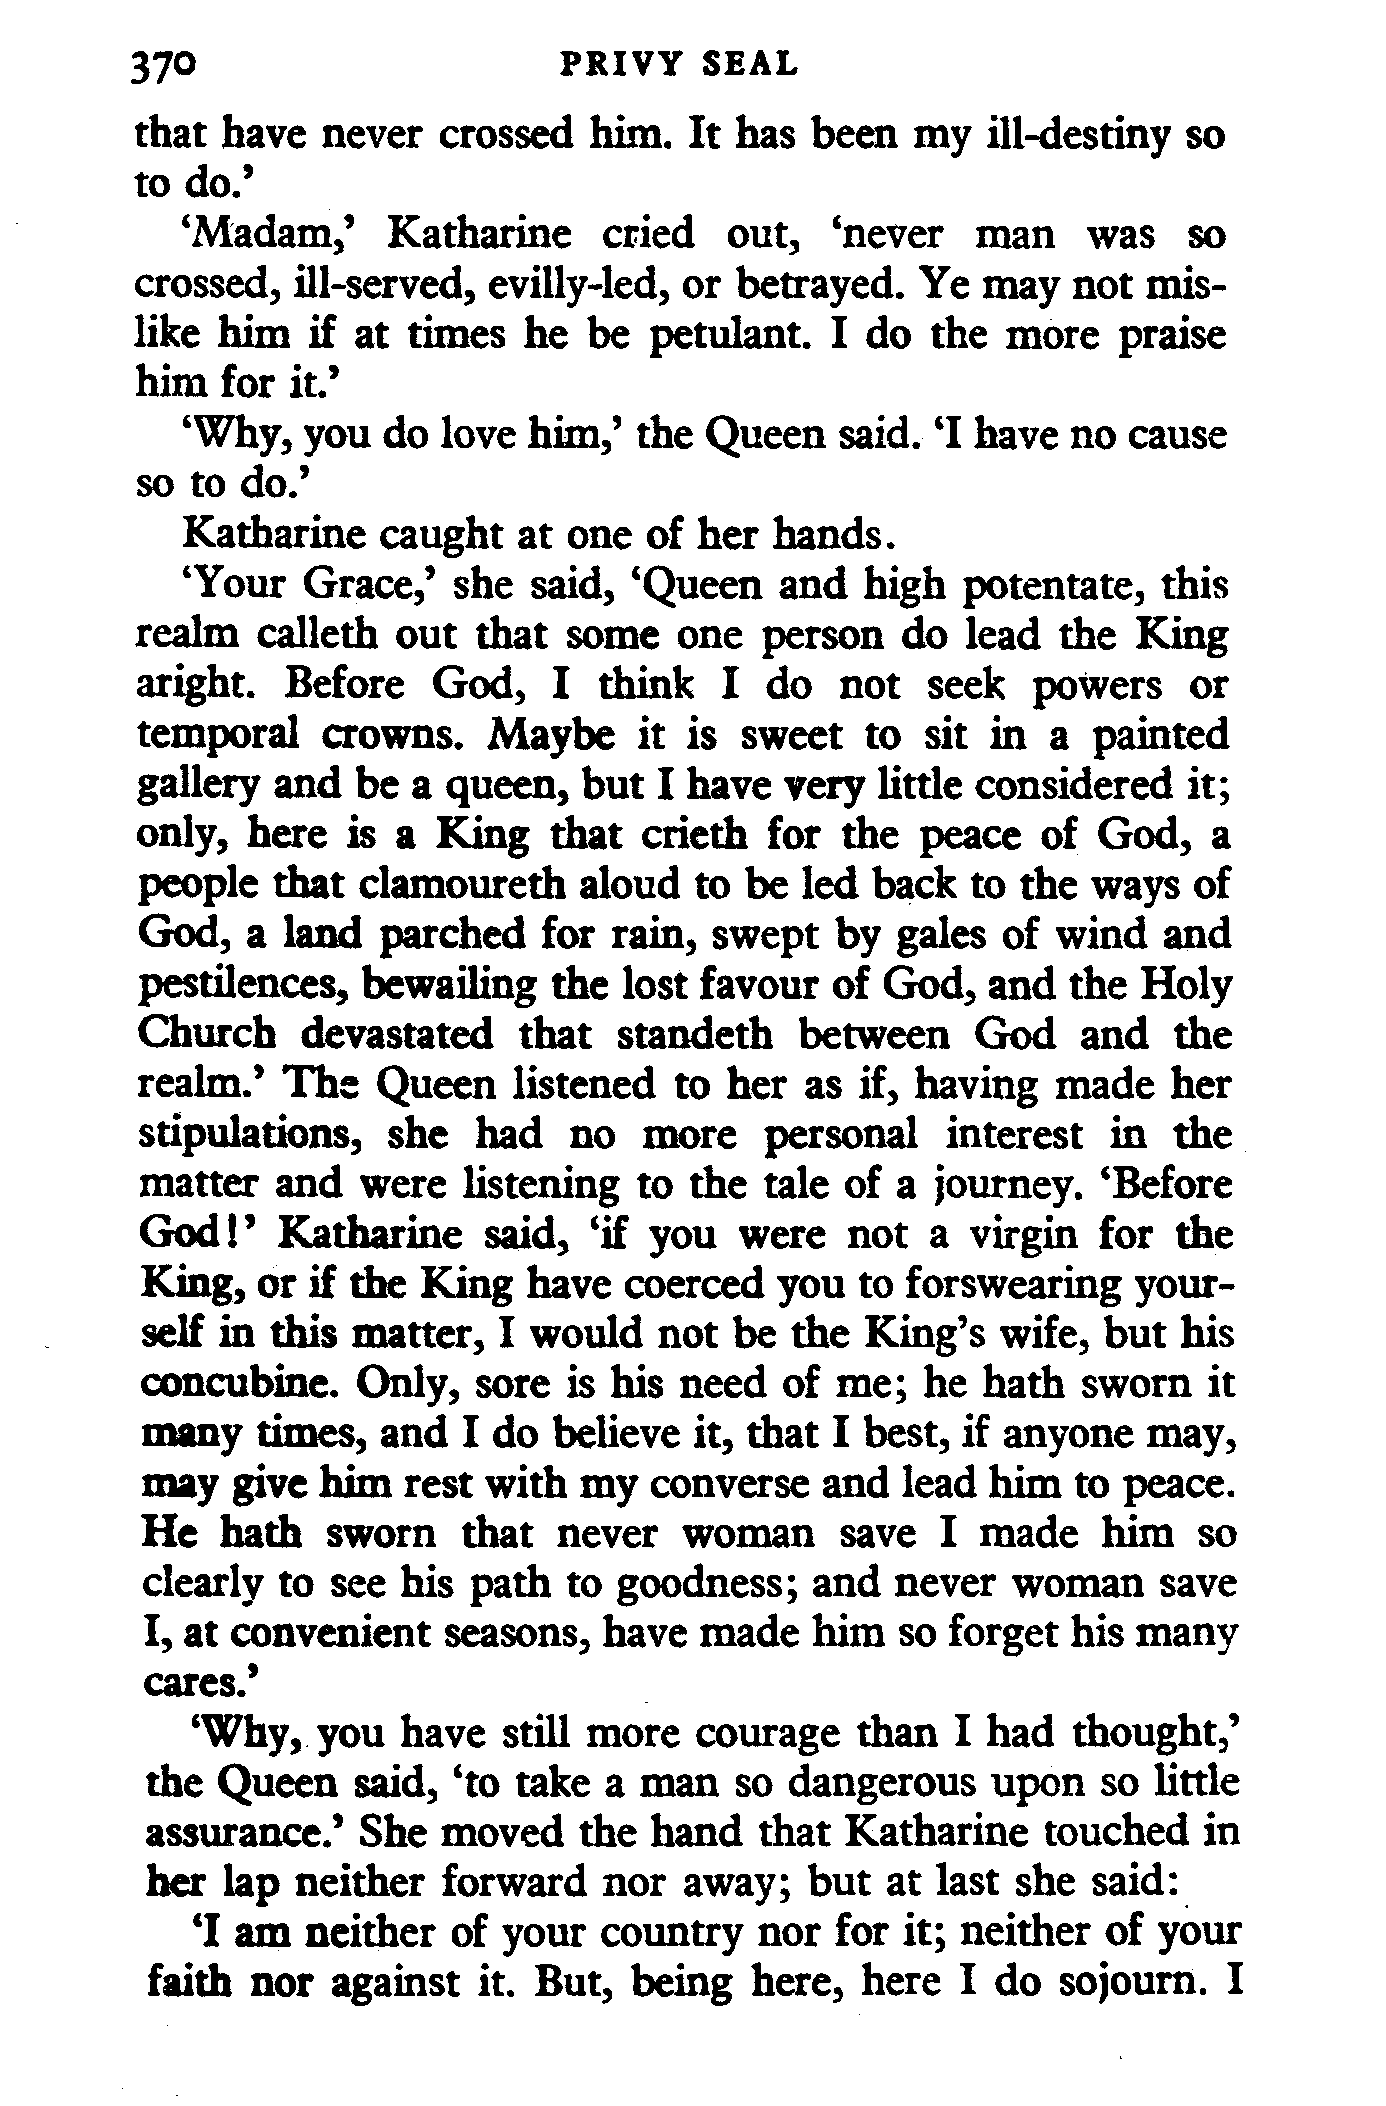 370 PRIVY SEAL
that have never crossed him. It has been my ill-destiny so
to do.’
‘Madam,’ Katharine cried out, ‘never man was so
crossed, ill-served, evilly-led, or betrayed. Ye may not mis-
like him if at times he be petulant. I do the more praise
him for it.’
‘Why, you do love him,’ the Queen said. ‘I have no cause
so to do.’
Katharine caught at one of her hands.
‘Your Grace,’ she said, ‘Queen and high potentate, this
realm calleth out that some one person do lead the King
aright. Before God, I think I do not seek powers or
temporal crowns. Maybe it is sweet to sit in a painted
gallery and be a queen, but I have very little considered it;
only, here is a King that crieth for the peace of God, a
people that clamoureth aloud to be led back to the ways of
God, a land parched for rain, swept by gales of wind and
pestilences, bewailing the lost favour of God, and the Holy
Church devastated that standeth between God and the
realm.’ The Queen listened to her as if, having made her
stipulations, she had no more personal interest in the
matter and were listening to the tale of a journey. ‘Before
God!’ Katharine said, ‘if you were not a virgin for the
King, or if the King have coerced you to forswearing your-
self in this matter, I would not be the King’s wife, but his
concubine. Only, sore is his need of me; he hath sworn it
many times, and I do believe it, that I best, if anyone may,
may give him rest with my converse and lead him to peace.
He hath sworn that never woman save I made him so
clearly to see his path to goodness; and never woman save
I, at convenient seasons, have made him so forget his many
cares.’
‘Why, you have still more courage than I had thought,’
the Queen said, ‘to take a man so dangerous upon so little
assurance.’ She moved the hand that Katharine touched in
her lap neither forward nor away; but at last she said:
‘I am neither of your country nor for it; neither of your
faith nor against it. But, being here, here I do sojourn. I